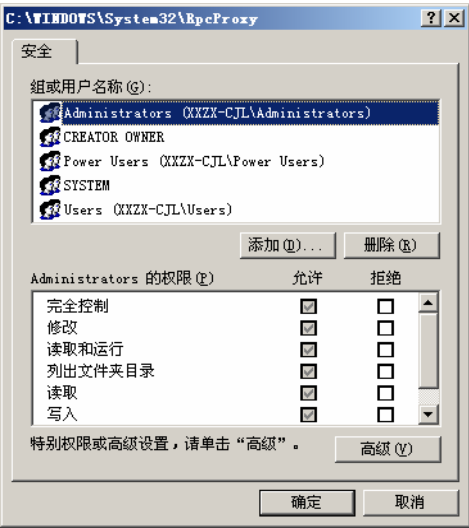 C:\WINDOWS\System32\RpcProxy
安全
组或用户名称(G):
Administrators (XXZX-CJL\Administrators)
CREATOR OWNER
Power Users (XXZX-CJL\Power Users)
SYSTEM
Users (XXZX-CJL\Users)
添加(D)... 删除(R)
Administrators 的权限(P) 允许 拒绝
完全控制
修改
读取和运行
列出文件夹目录
读取
写入
特别权限或高级设置，请单击“高级”。 高级(V)
确定 取消